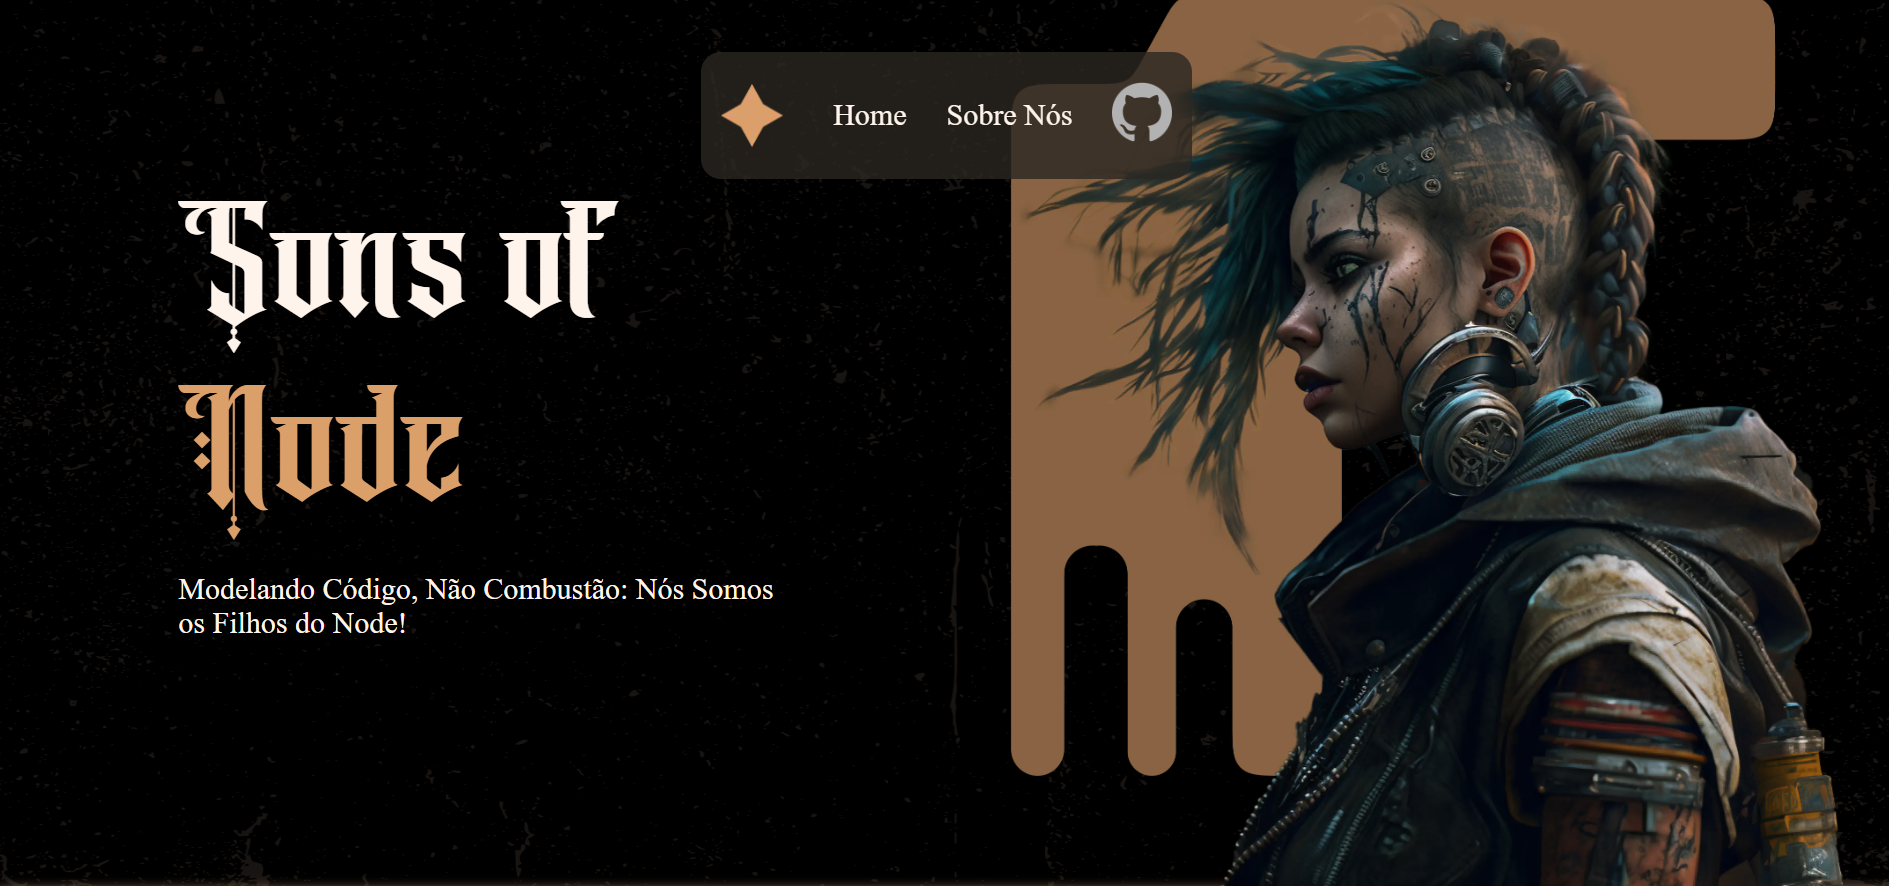 Home Sobre Nós
Sons of
Node
Modelando Código, Não Combustão: Nós Somos
os Filhos do Node!